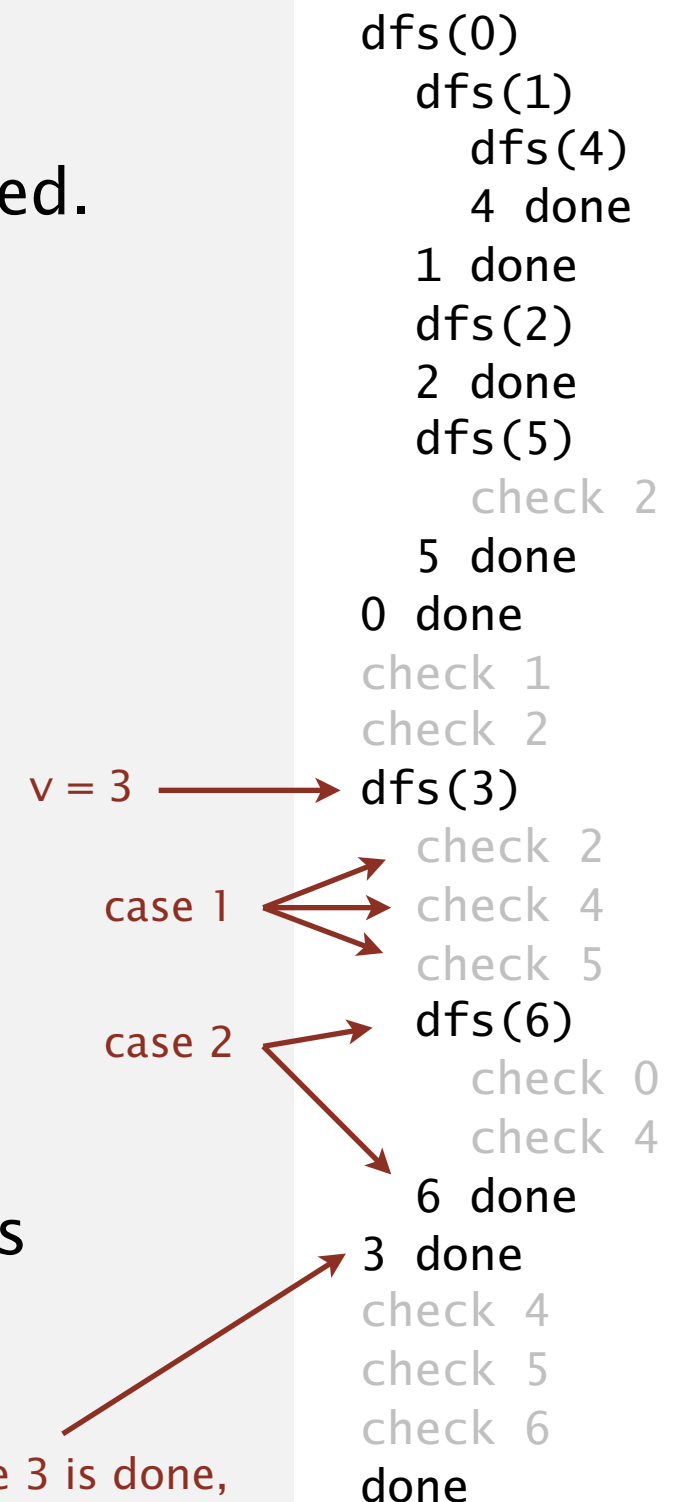 dfs(0)
dfs(1)
dfs(4)
ed.
4 done
1 done
dfs(2)
2 done
dfs(5)
check 2
5 done
0 done
check 1
check 2
v = 3
dfs(3)
check 2
case 1
check 4
check 5
dfs(6)
case 2
check 0
check 4
6 done
s
3 done
check 4
check 5
check 6
e 3 is done,
done